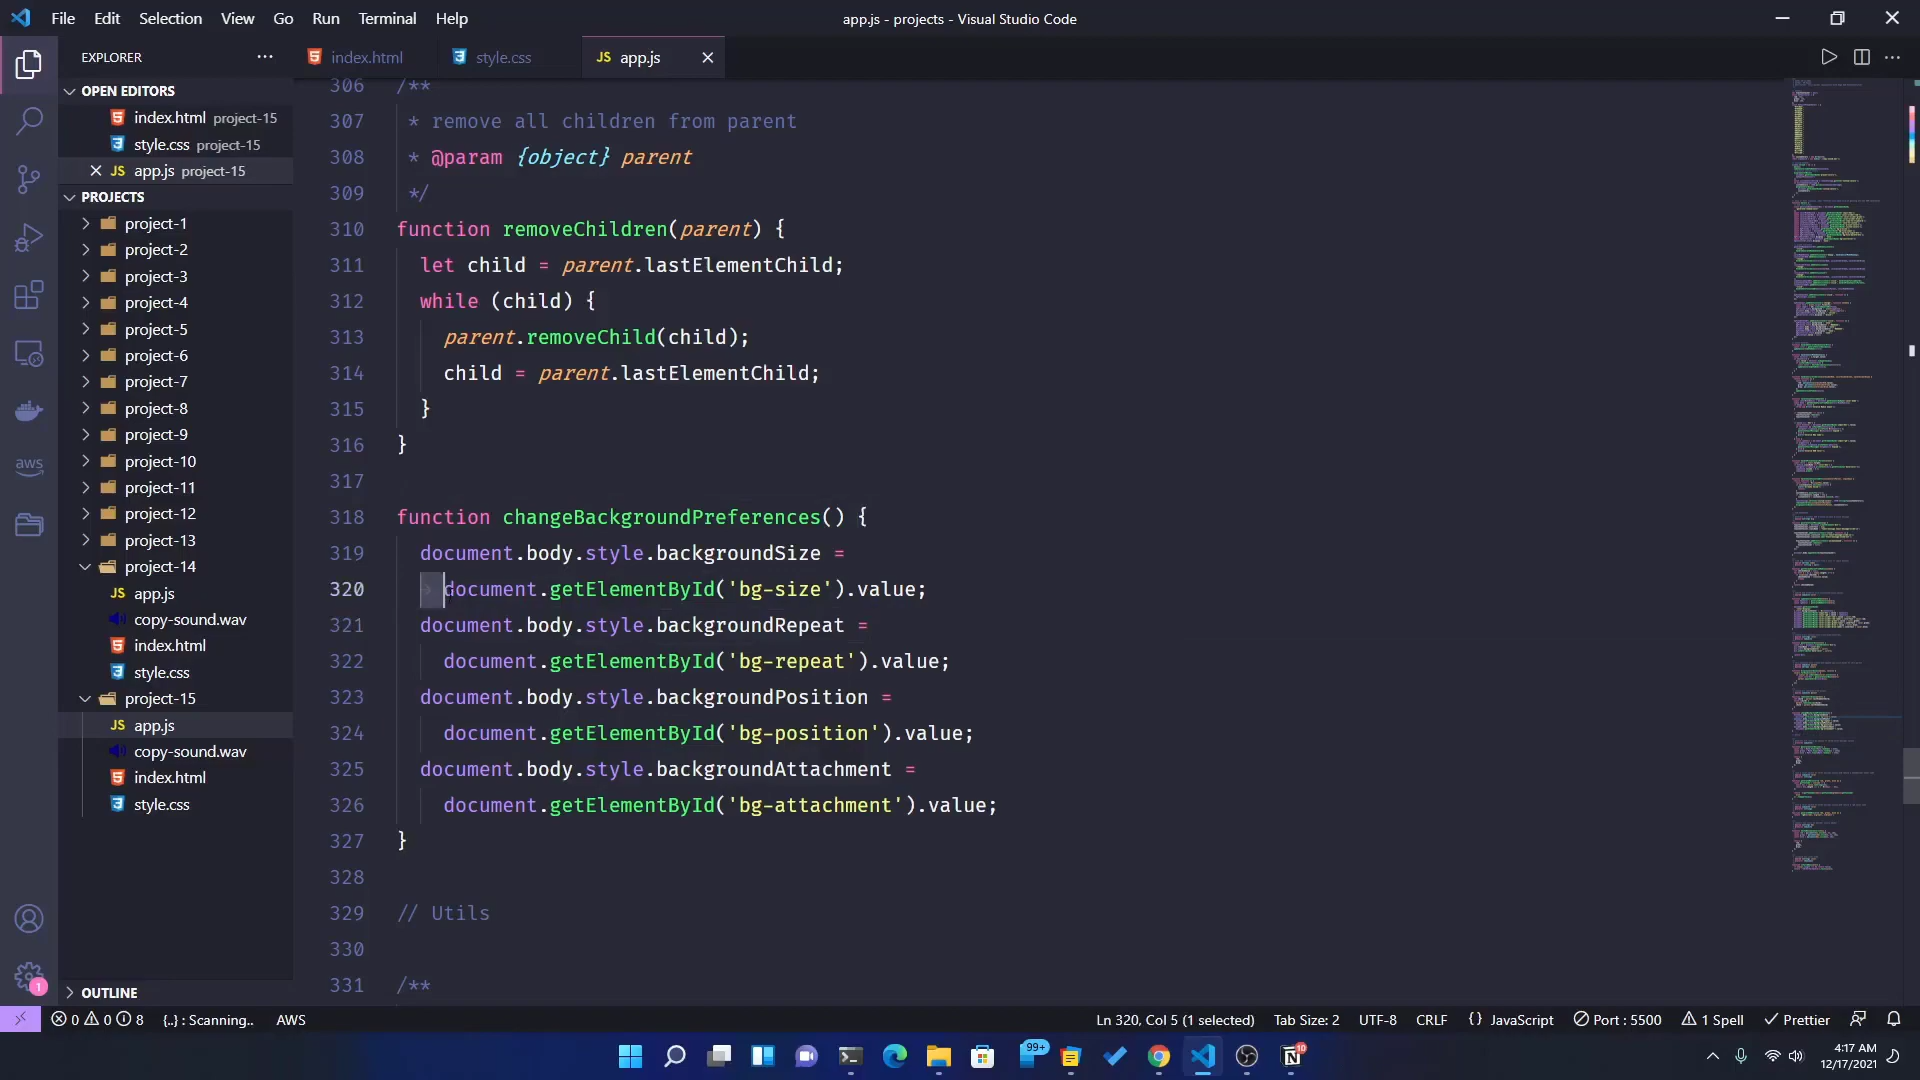 File Edit Selection View Go Run Terminal Help
app.js - projects - Visual Studio Code
EXPLORER
index.html
style.css
JS app.js
OPEN EDITORS
index.html project-15
style.css project-15
JS app.js project-15
PROJECTS
project-1
project-2
project-3
project-4
project-5
project-6
project-7
project-8
project-9
project-10
project-11
project-12
project-13
project-14
JS app.js
copy-sound.wav
index.html
style.css
project-15
JS app.js
copy-sound.wav
index.html
style.css
OUTLINE
aws
1
306 /**
307 * remove all children from parent
308 * @param {object} parent
309 */
310 function removeChildren(parent) {
311 let child = parent.lastElementChild;
312 while (child) {
313 parent.removeChild(child);
314 child = parent.lastElementChild;
315 }
316 }
317
318 function changeBackgroundPreferences() {
319 document.body.style.backgroundSize =
320 document.getElementById('bg-size').value;
321 document.body.style.backgroundRepeat =
322 document.getElementById('bg-repeat').value;
323 document.body.style.backgroundPosition =
324 document.getElementById('bg-position').value;
325 document.body.style.backgroundAttachment =
326 document.getElementById('bg-attachment').value;
327 }
328
329 // Utils
330
331 /**
0 0 8 {..} : Scanning.. AWS
Ln 320, Col 5 (1 selected) Tab Size: 2 UTF-8 CRLF {} JavaScript Port : 5500 1 Spell Prettier
99+
10
4:17 AM
12/17/2021